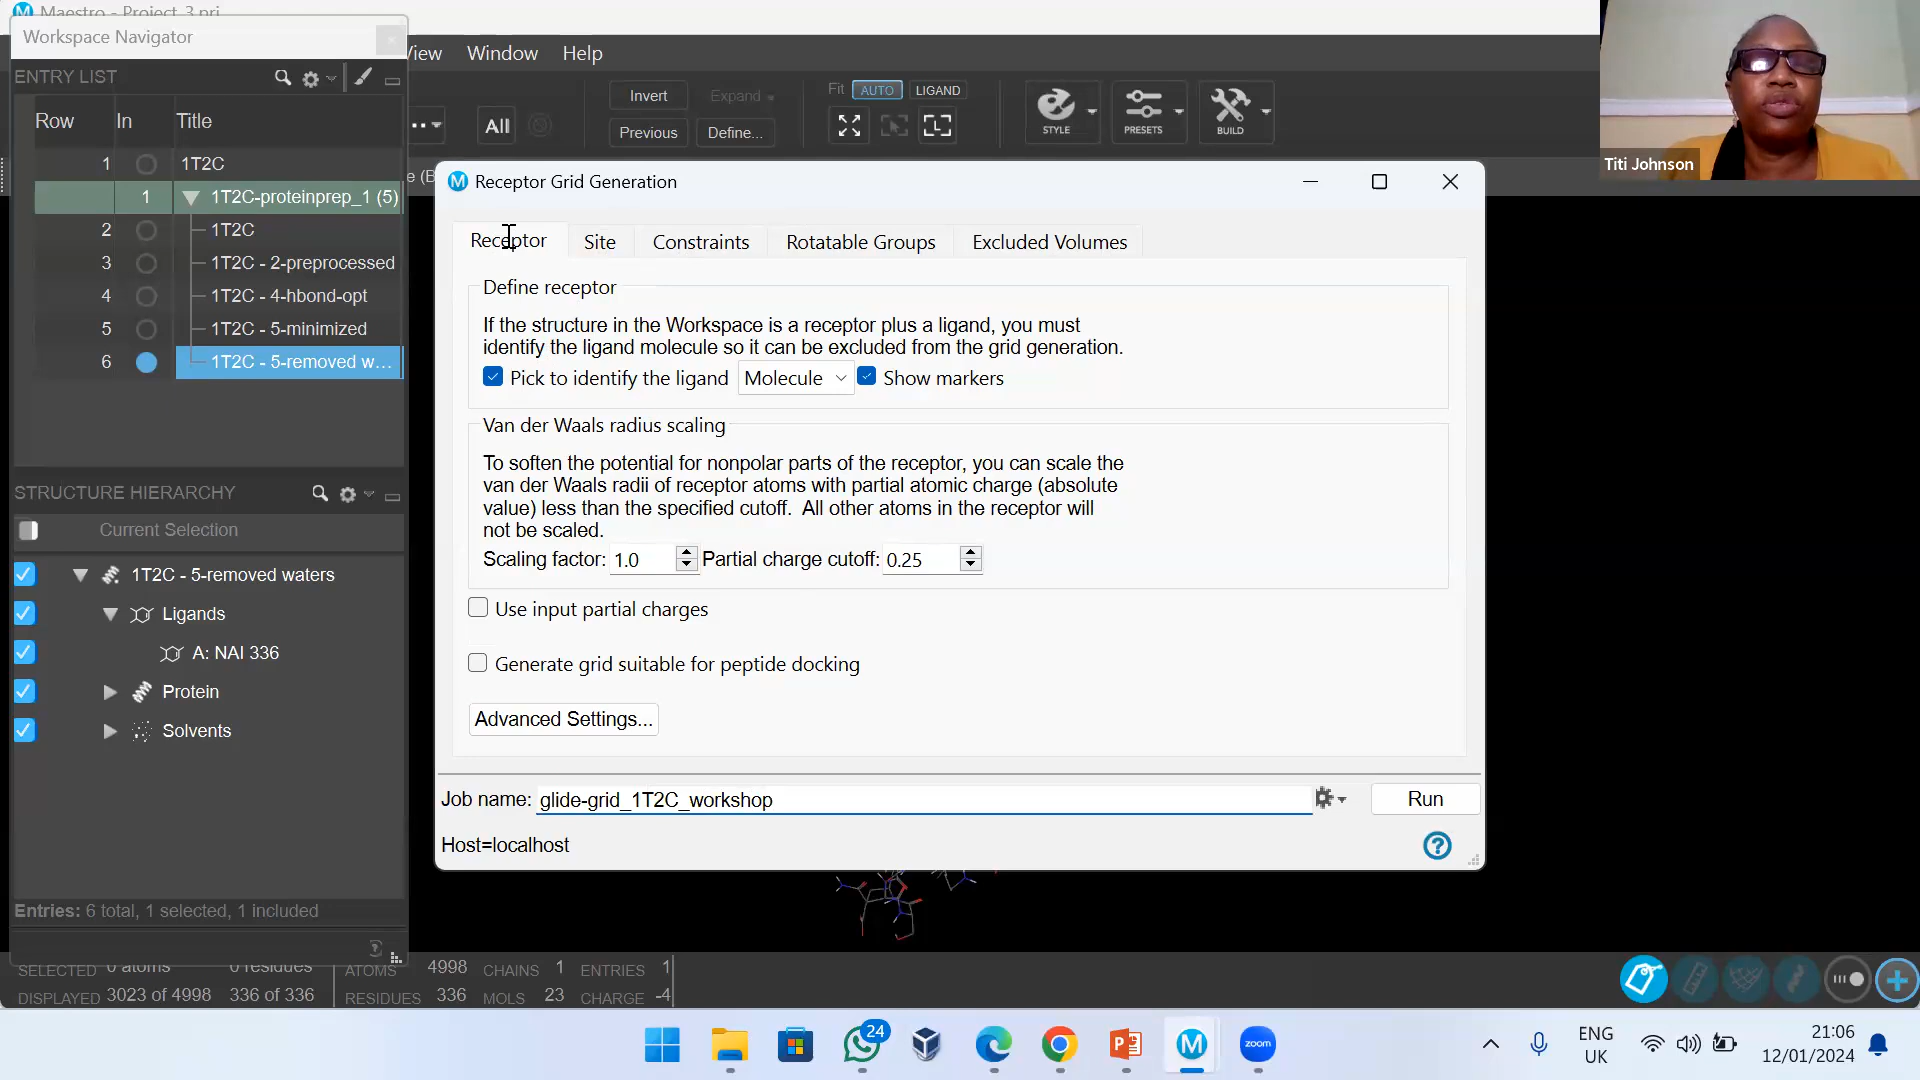 Maestro - Project_3.prj
Workspace Navigator
View Window Help
ENTRY LIST
Row In Title
1 1T2C
1 1T2C-proteinprep_1 (5)
2 1T2C
3 1T2C - 2-preprocessed
4 1T2C - 4-hbond-opt
5 1T2C - 5-minimized
6 1T2C - 5-removed w...
Invert
Expand
Previous
Define...
All
Fit AUTO LIGAND
STYLE
PRESETS
BUILD
Titi Johnson
STRUCTURE HIERARCHY
Current Selection
1T2C - 5-removed waters
Ligands
A: NAI 336
Protein
Solvents
Entries: 6 total, 1 selected, 1 included
Receptor Grid Generation
Receptor Site Constraints Rotatable Groups Excluded Volumes
Define receptor
If the structure in the Workspace is a receptor plus a ligand, you must
identify the ligand molecule so it can be excluded from the grid generation.
Pick to identify the ligand Molecule Show markers
Van der Waals radius scaling
To soften the potential for nonpolar parts of the receptor, you can scale the
van der Waals radii of receptor atoms with partial atomic charge (absolute
value) less than the specified cutoff. All other atoms in the receptor will
not be scaled.
Scaling factor: 1.0 Partial charge cutoff: 0.25
Use input partial charges
Generate grid suitable for peptide docking
Advanced Settings...
Job name: glide-grid_1T2C_workshop
Run
Host=localhost
SELECTED 0 atoms 0 residues ATOMS 4998 CHAINS 1 ENTRIES 1
DISPLAYED 3023 of 4998 336 of 336 RESIDUES 336 MOLS 23 CHARGE -4
24
zoom
ENG
UK
21:06
12/01/2024